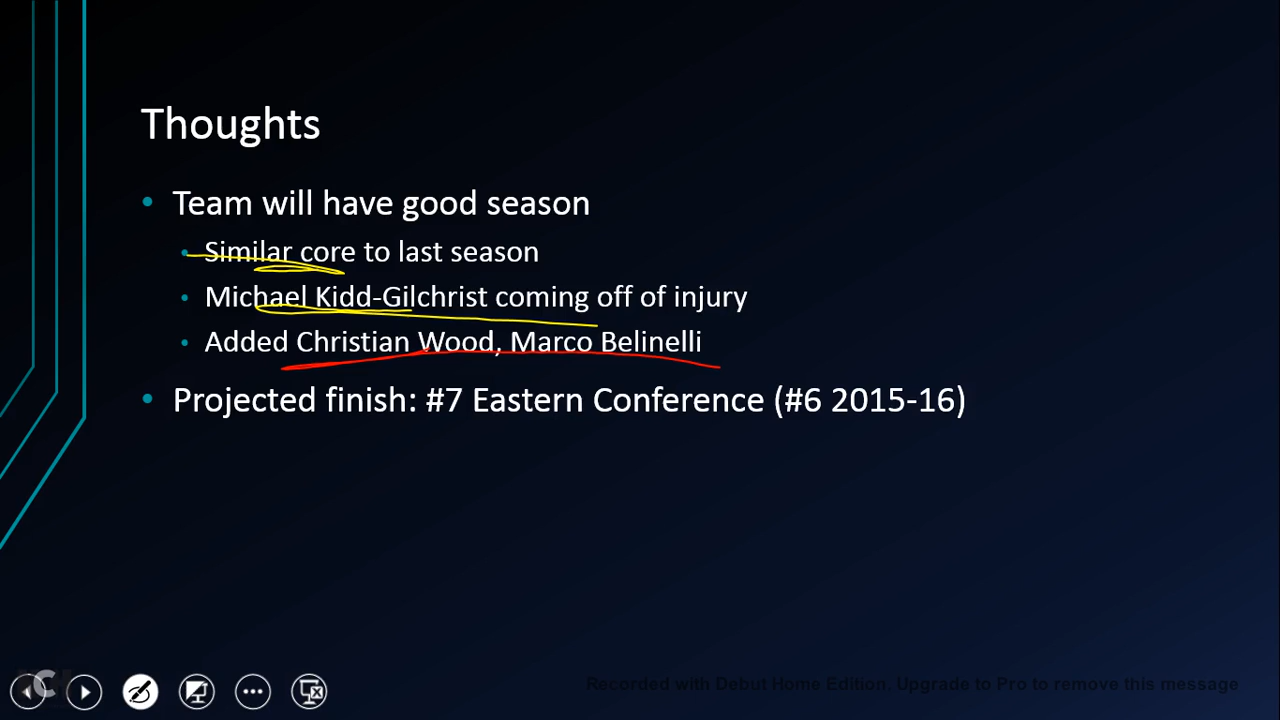 Thoughts
• Team will have good season
• Similar core to last season
• Michael Kidd-Gilchrist coming off of injury
• Added Christian Wood, Marco Belinelli
• Projected finish: #7 Eastern Conference (#6 2015-16)
Recorded with Debut Home Edition. Upgrade to Pro to remove this message